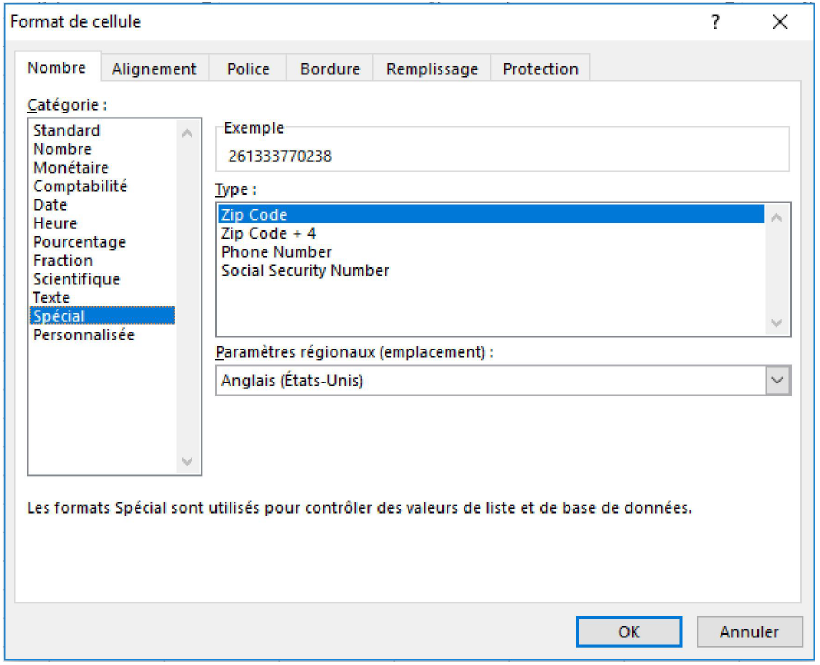 Format de cellule
?
Nombre Alignement Police Bordure Remplissage Protection
Catégorie :
Standard
Nombre
Monétaire
Comptabilité
Date
Heure
Pourcentage
Fraction
Scientifique
Texte
Spécial
Personnalisée
Exemple
261333770238
Type :
Zip Code
Zip Code + 4
Phone Number
Social Security Number
Paramètres régionaux (emplacement) :
Anglais (États-Unis)
Les formats Spécial sont utilisés pour contrôler des valeurs de liste et de base de données.
OK Annuler